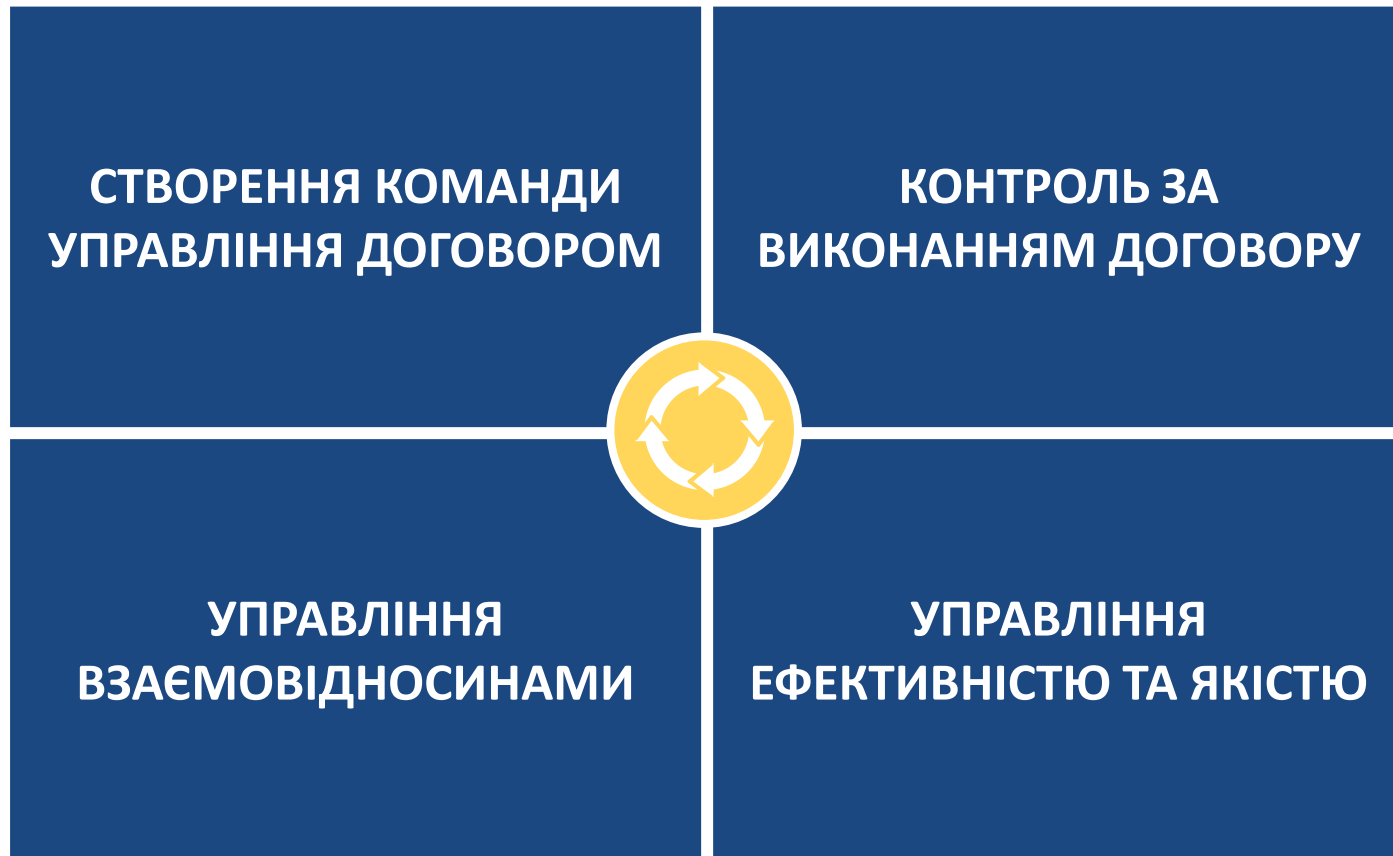 СТВОРЕННЯ КОМАНДИ
УПРАВЛІННЯ ДОГОВОРОМ
КОНТРОЛЬ ЗА
ВИКОНАННЯМ ДОГОВОРУ
УПРАВЛІННЯ
ВЗАЄМОВІДНОСИНАМИ
УПРАВЛІННЯ
ЕФЕКТИВНІСТЮ ТА ЯКІСТЮ